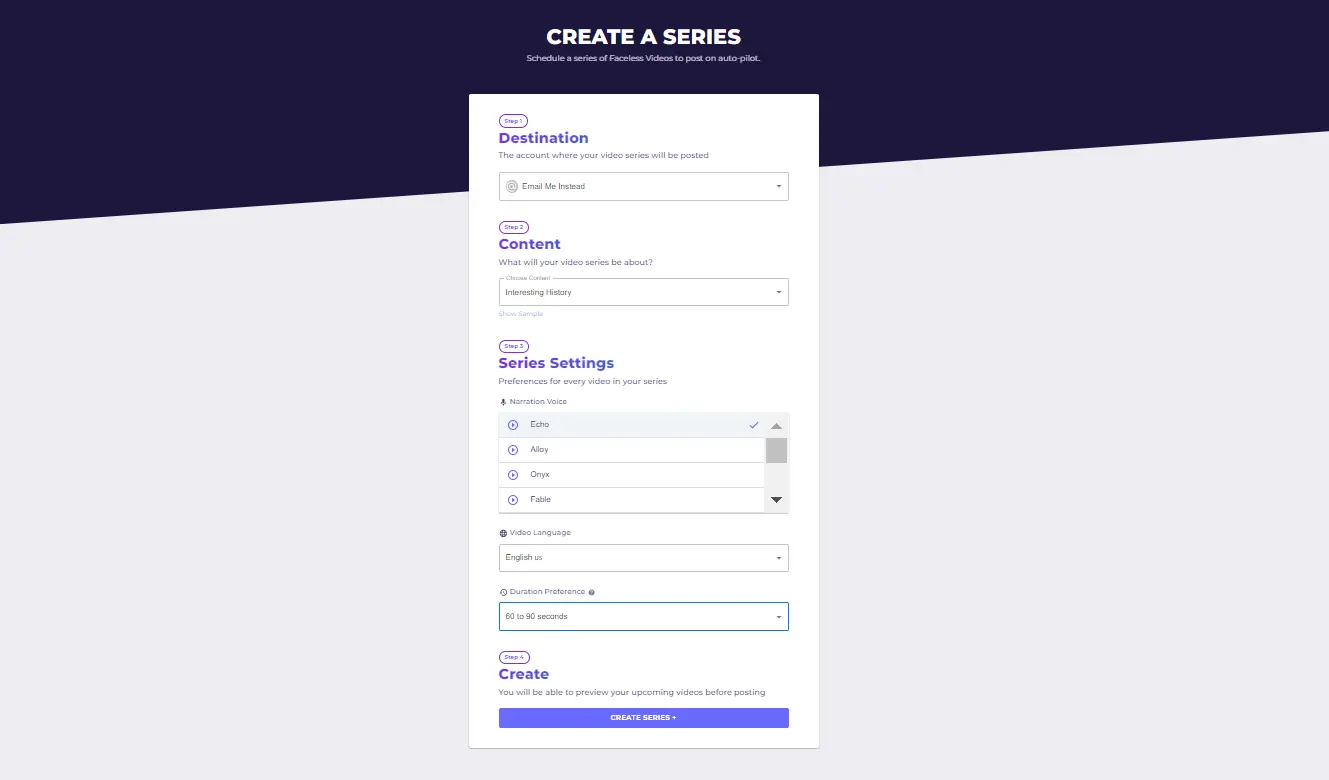 CREATE A SERIES
Schedule a series of Faceless Videos to post on auto-pilot.
Step 1
Destination
The account where your video series will be posted
Email Me Instead
Step 2
Content
What will your video series be about?
Choose Content
Interesting History
Show Sample
Step 3
Series Settings
Preferences for every video in your series
Narration Voice
Echo
Alloy
Onyx
Fable
Video Language
English us
Duration Preference
60 to 90 seconds
Step 4
Create
You will be able to preview your upcoming videos before posting
CREATE SERIES +